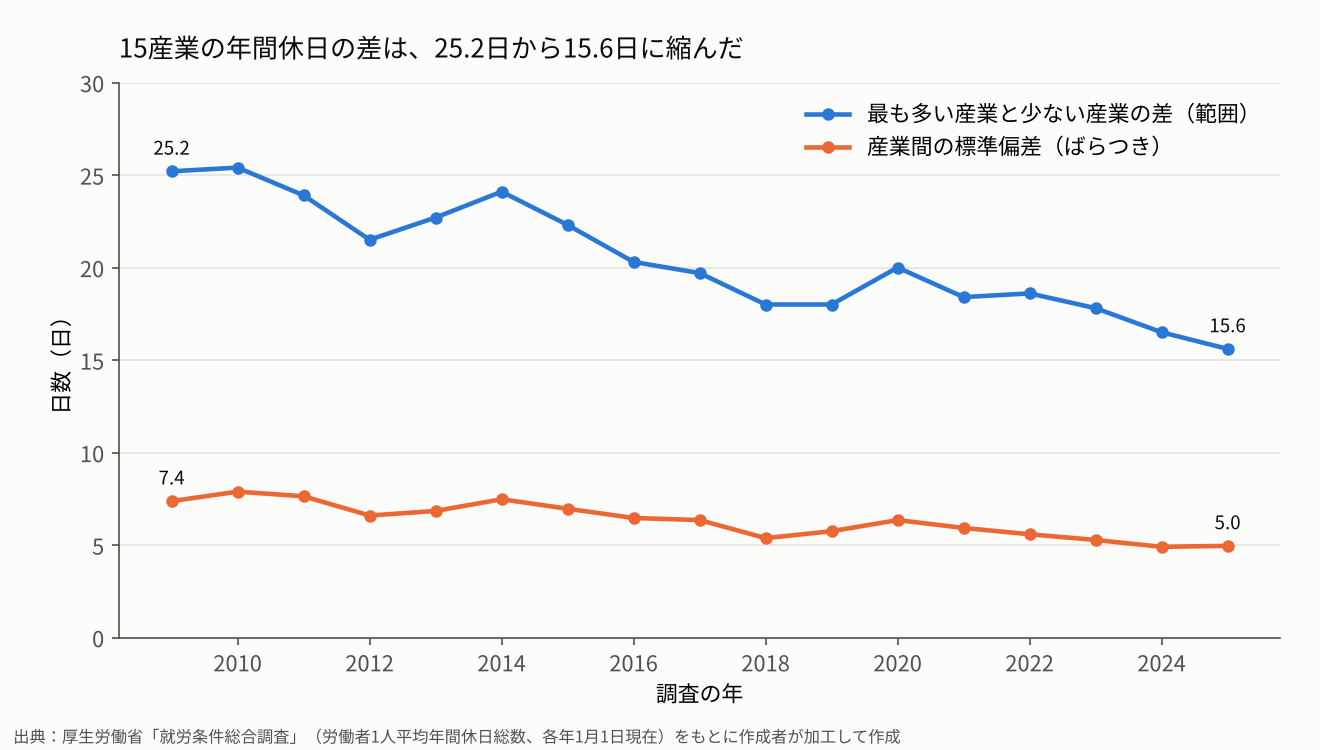 15産業の年間休日の差は、25.2日から15.6日に縮んだ
最も多い産業と少ない産業の差（範囲）
産業間の標準偏差（ばらつき）
日数（日）
30
25
20
15
10
5
0
25.2
15.6
7.4
5.0
2010 2012 2014 2016 2018 2020 2022 2024
調査の年
出典：厚生労働省「就労条件総合調査」（労働者1人平均年間休日総数、各年1月1日現在）をもとに作成者が加工して作成